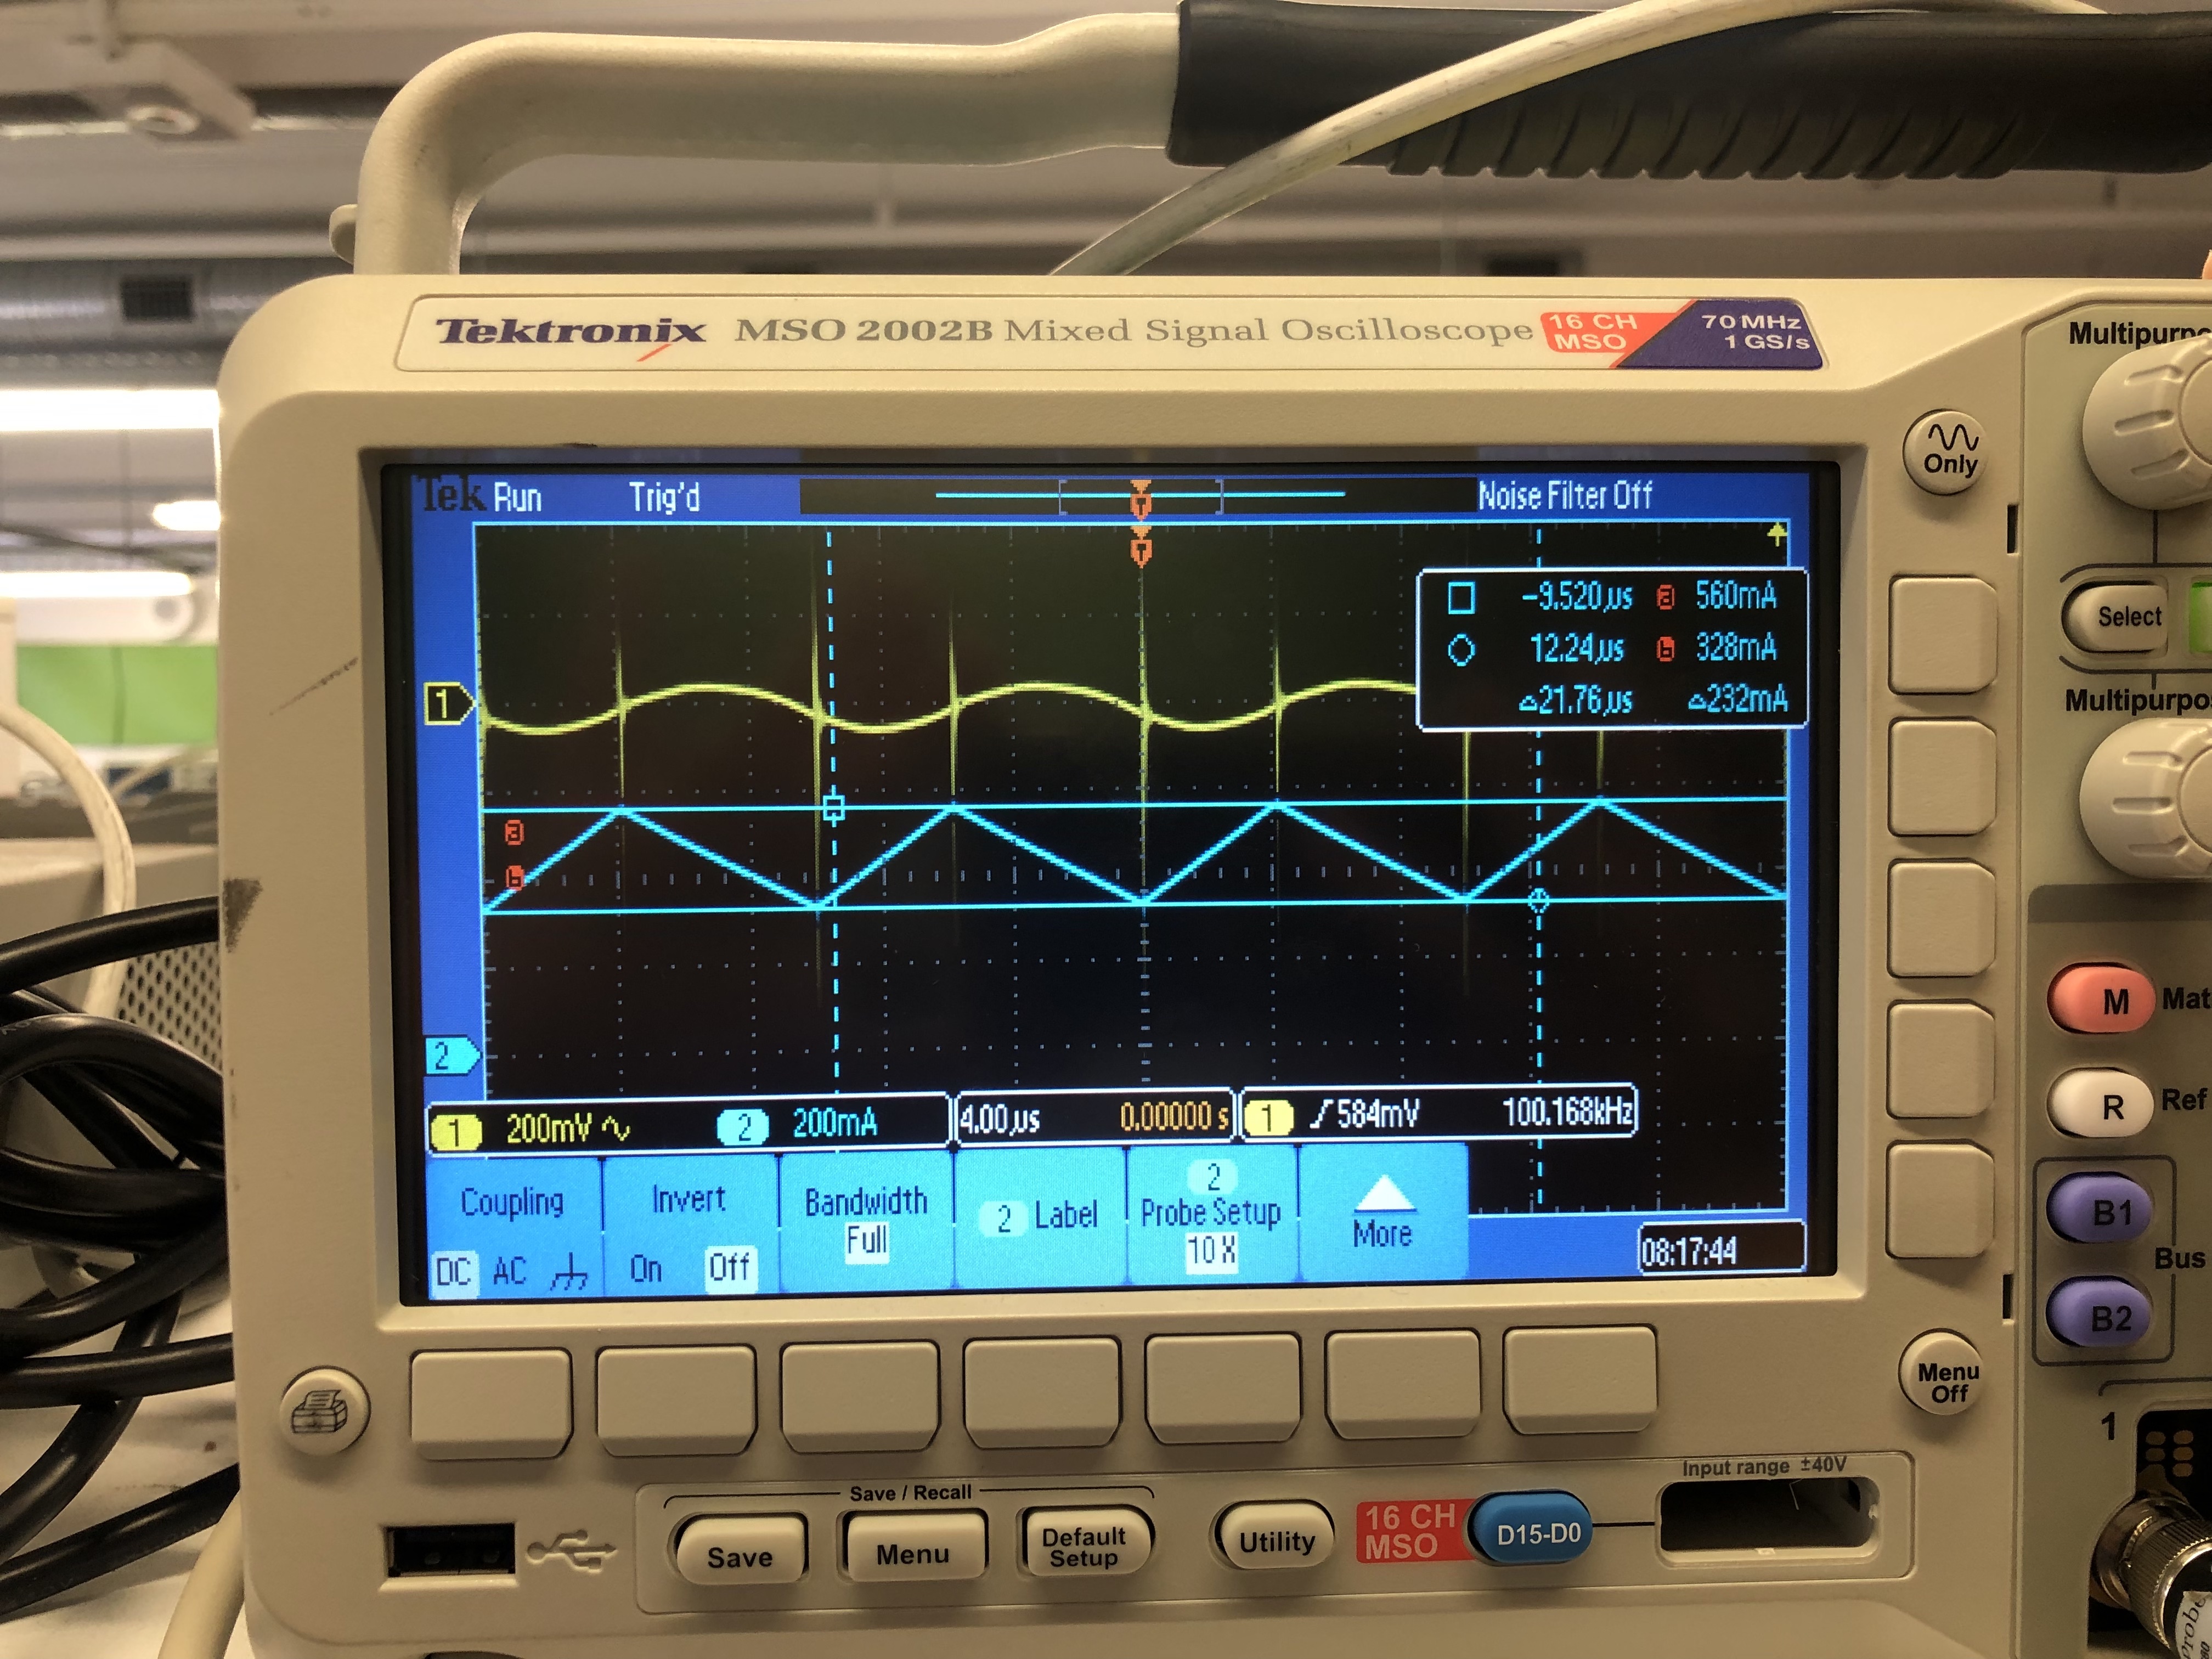 Tektronix MSO 2002B Mixed Signal Oscilloscope 16 CH MSO 70 MHz 1 GS/s
Multipurpo
Only
Tek Run Trig'd Noise Filter Off
T
T
-9.520µs a 560mA
12.24µs b 328mA
△21.76µs △232mA
Select
Multipurpo
1
a
b
2
M Mat
R Ref
B1
Bus
B2
1 200mV 2 200mA 4.00µs 0.00000 s 1 584mV 100.168kHz
Coupling
DC AC
Invert
On Off
Bandwidth
Full
2 Label
2
Probe Setup
10 X
More
08:17:44
Menu
Off
1
Save / Recall
Save
Menu
Default
Setup
Utility
16 CH
MSO
D15-D0
Input range ±40V
Probe